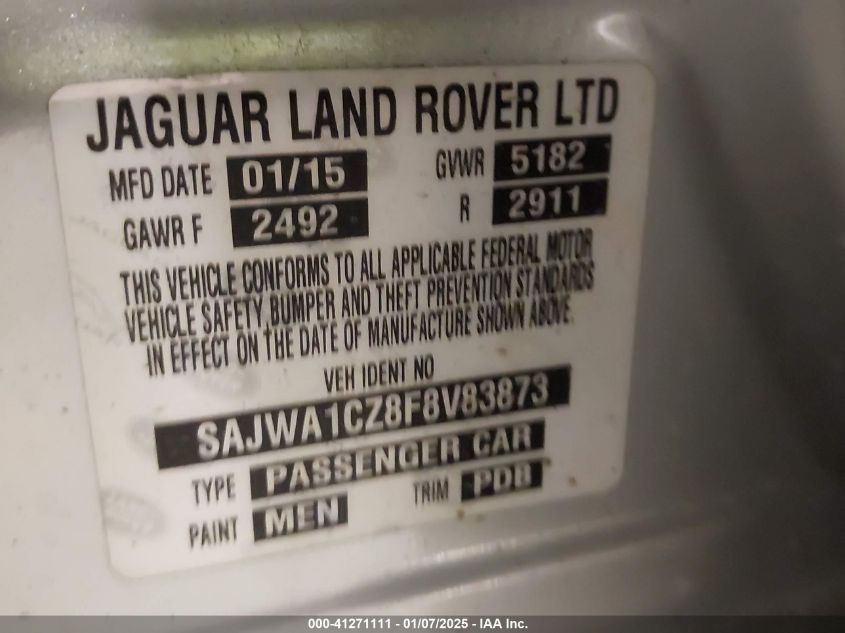 JAGUAR LAND ROVER LTD
MFD DATE 01/15 GVWR 5182
GAWR F 2492 R 2911
THIS VEHICLE CONFORMS TO ALL APPLICABLE FEDERAL MOTOR
VEHICLE SAFETY,BUMPER AND THEFT PREVENTION STANDARDS
IN EFFECT ON THE DATE OF MANUFACTURE SHOWN ABOVE.
VEH IDENT NO
SAJWA1CZ8F8V83873
TYPE PASSENGER CAR
PAINT MEN TRIM PDB
000-41271111 - 01/07/2025 - IAA Inc.